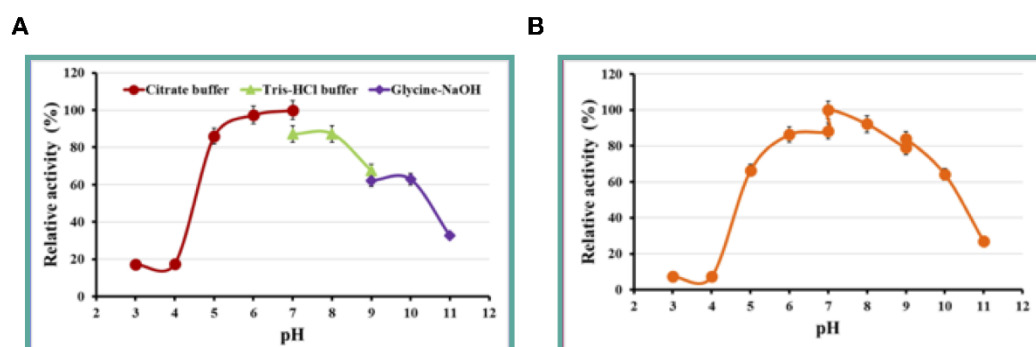 A
B
120
Citrate buffer Tris-HCl buffer Glycine-NaOH
100
80
60
40
20
0
2 3 4 5 6 7 8 9 10 11 12
pH
Relative activity (%)
120
100
80
60
40
20
0
2 3 4 5 6 7 8 9 10 11 12
pH
Relative activity (%)